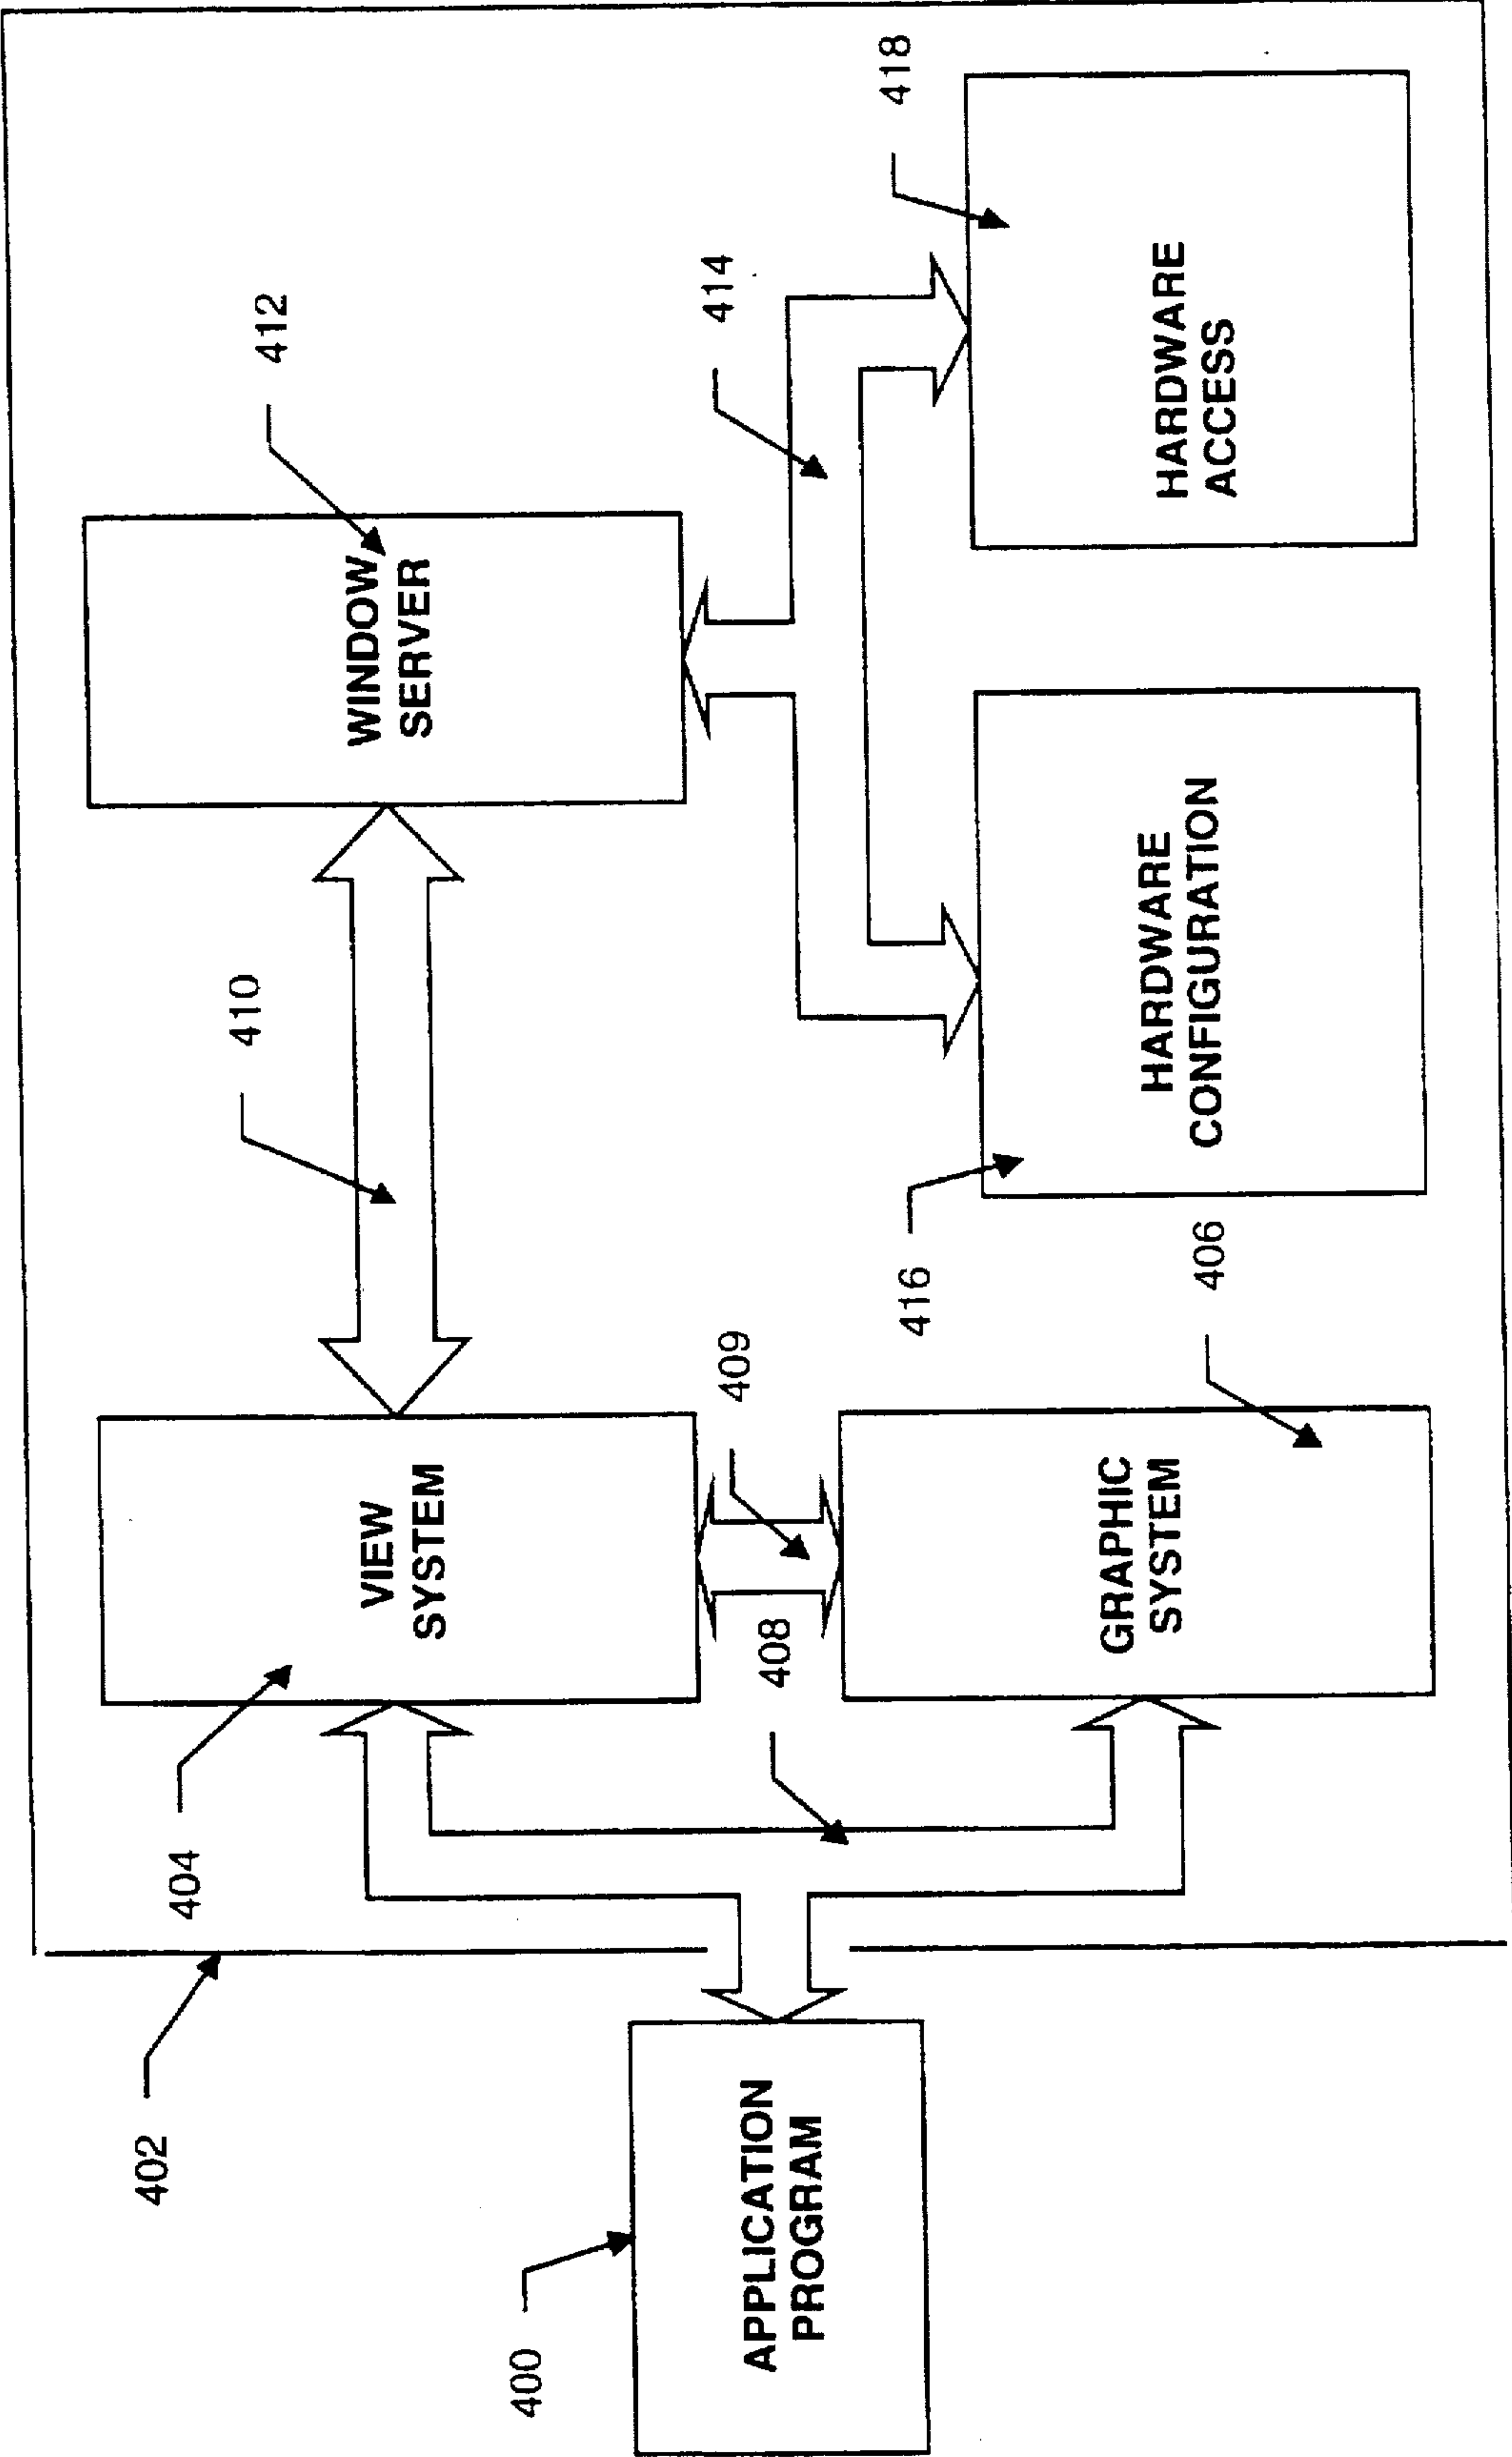 402
404
410
412
VIEW
SYSTEM
WINDOW
SERVER
400
409
414
APPLICATION
PROGRAM
408
416
418
GRAPHIC
SYSTEM
406
HARDWARE
CONFIGURATION
HARDWARE
ACCESS